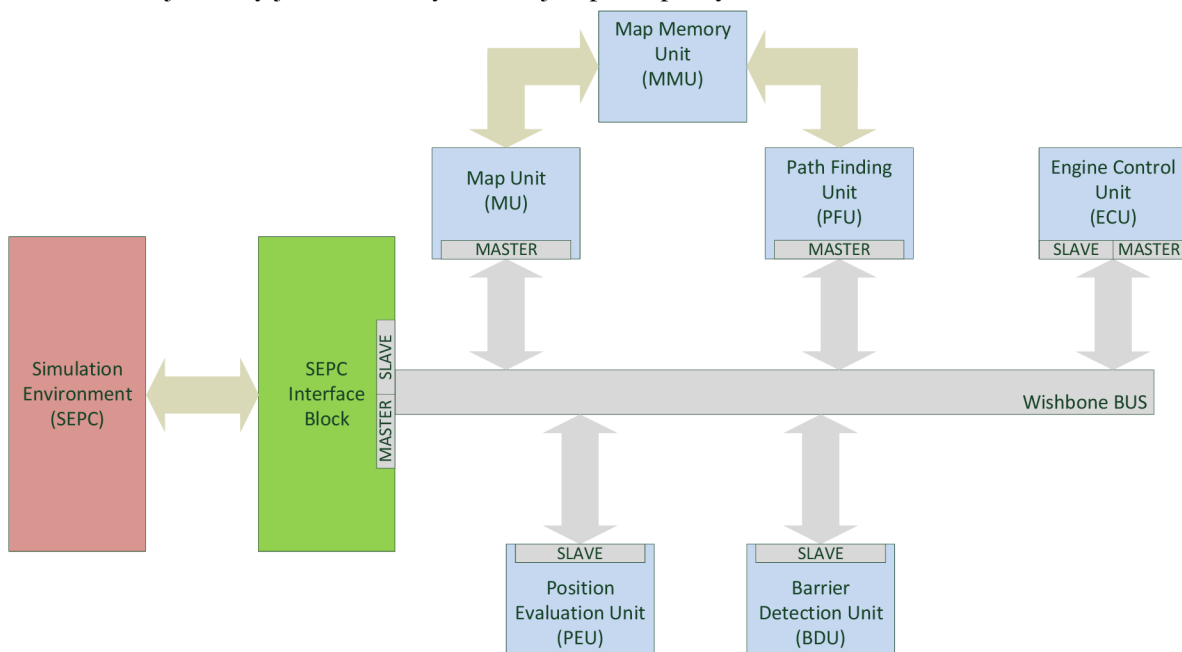 Map Memory
Unit
(MMU)
Map Unit
(MU)
MASTER
Path Finding
Unit
(PFU)
MASTER
Engine Control
Unit
(ECU)
SLAVE
MASTER
Simulation
Environment
(SEPC)
SEPC
Interface
Block
SLAVE
MASTER
Wishbone BUS
SLAVE
Position
Evaluation Unit
(PEU)
SLAVE
Barrier
Detection Unit
(BDU)